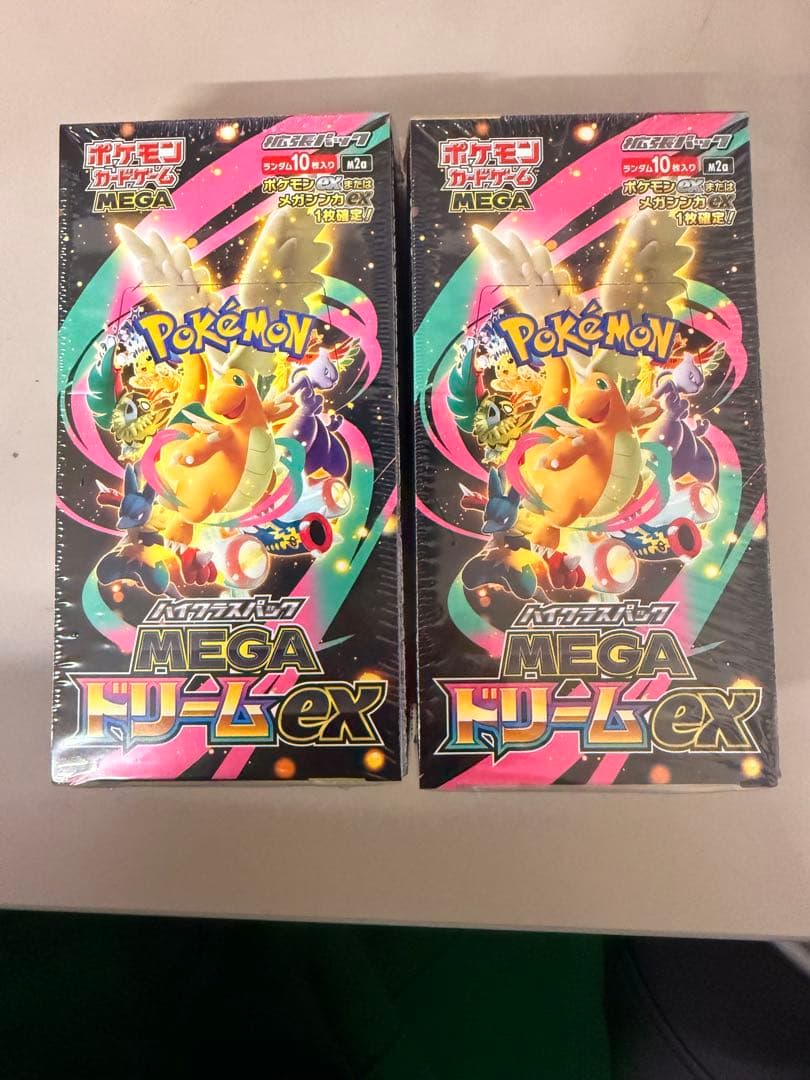 ポケモン
カードゲーム
MEGA
拡張パック
ランダム10枚入り
M2a
ポケモンexまたは
メガシンカex
1枚確定!
POKéMON
ハイクラスパック
MEGA
ドリームex
ポケモン
カードゲーム
MEGA
拡張パック
ランダム10枚入り
M2a
ポケモンexまたは
メガシンカex
1枚確定!
POKéMON
ハイクラスパック
MEGA
ドリームex